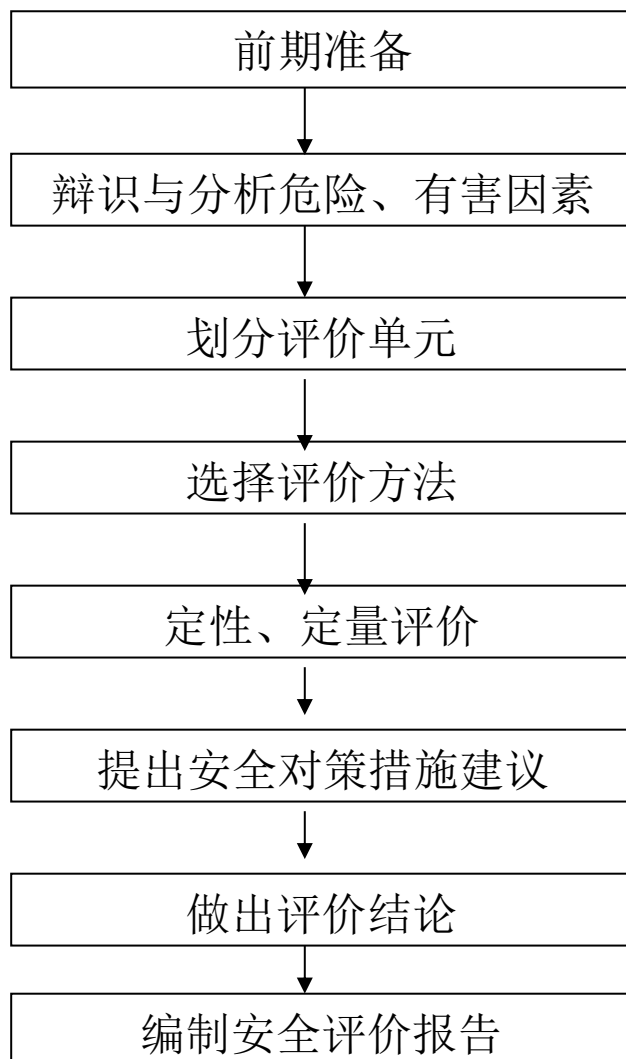 前期准备
辩识与分析危险、有害因素
划分评价单元
选择评价方法
定性、定量评价
提出安全对策措施建议
做出评价结论
编制安全评价报告